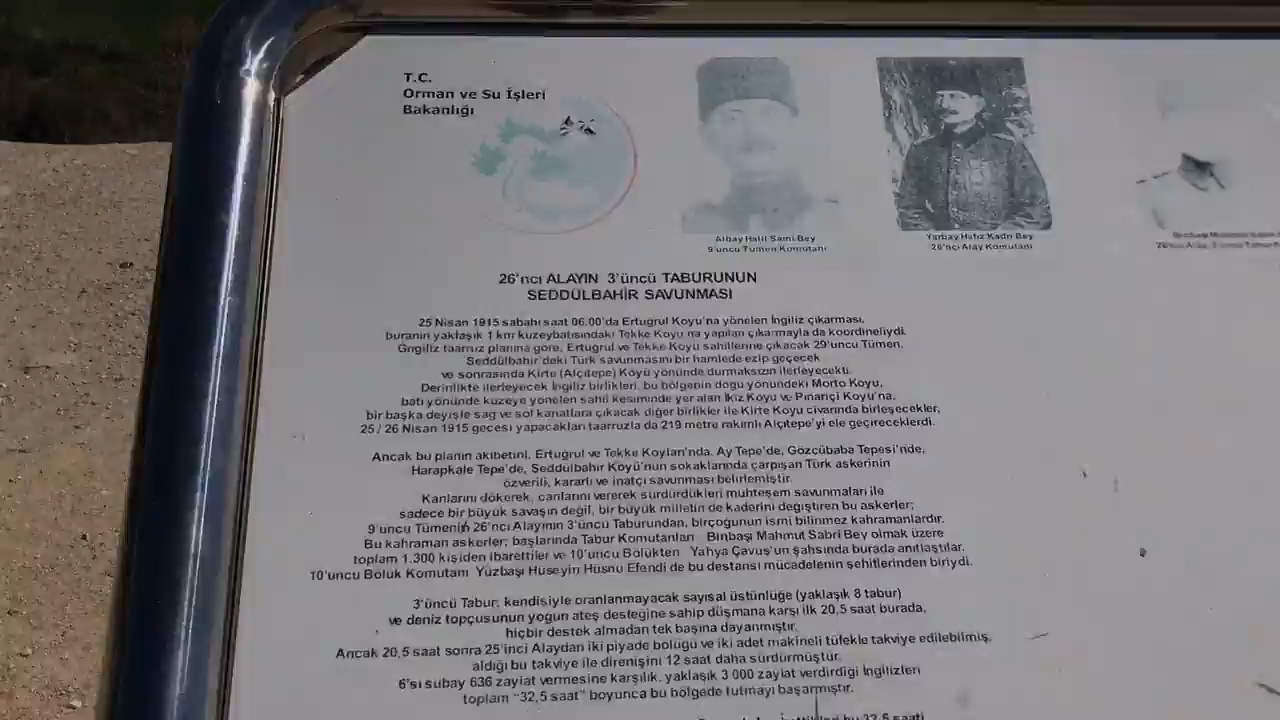 T.C.
Orman ve Su İşleri
Bakanlığı
Albay Halil Sami Bey
9'uncu Tümen Komutanı
Yarbay Hafız Kadri Bey
26'ncı Alay Komutanı
26'ncı ALAYIN 3'üncü TABURUNUN
SEDDÜLBAHİR SAVUNMASI
25 Nisan 1915 sabahı saat 06.00'da Ertuğrul Koyu'na yönelen İngiliz çıkarması,
buranın yaklaşık 1 km kuzeybatısındaki Tekke Koyu'na yapılan çıkarmayla da koordineliydi.
Gngiliz taarruz planına göre, Ertuğrul ve Tekke Koyu sahillerine çıkacak 29'uncu Tümen,
Seddülbahir'deki Türk savunmasını bir hamlede ezip geçecek
ve sonrasında Kirte (Alçıtepe) Köyü yönünde durmaksızın ilerleyecekti.
Derinlikte ilerleyecek İngiliz birlikleri, bu bölgenin doğu yönündeki Morto Koyu,
batı yönünde kuzeye yönelen sahil kesiminde yer alan İkiz Koyu ve Pınariçi Koyu'na,
bir başka deyişle sağ ve sol kanatlara çıkacak diğer birlikler ile Kirte Köyü civarında birleşecekler,
25 / 26 Nisan 1915 gecesi yapacakları taarruzla da 219 metre rakımlı Alçıtepe'yi ele geçireceklerdi.
Ancak bu planın akıbetini, Ertuğrul ve Tekke Koyları'nda, Ay Tepe'de, Gözcübaba Tepesi'nde,
Harapkale Tepe'de, Seddülbahir Köyü'nün sokaklarında çarpışan Türk askerinin
özverili, kararlı ve inatçı savunması belirlemiştir.
Kanlarını dökerek, canlarını vererek sürdürdükleri muhteşem savunmaları ile
sadece bir büyük savaşın değil, bir büyük milletin de kaderini değiştiren bu askerler;
9'uncu Tümenin 26'ncı Alayının 3'üncü Taburundan, birçoğunun ismi bilinmez kahramanlardır.
Bu kahraman askerler; başlarında Tabur Komutanları Binbaşı Mahmut Sabri Bey olmak üzere
toplam 1.300 kişiden ibarettiler ve 10'uncu Bölükten Yahya Çavuş'un şahsında burada anıtlaştılar.
10'uncu Bölük Komutanı Yüzbaşı Hüseyin Hüsnü Efendi de bu destansı mücadelenin şehitlerinden biriydi.
3'üncü Tabur; kendisiyle oranlanmayacak sayısal üstünlüğe (yaklaşık 8 tabur)
ve deniz topçusunun yoğun ateş desteğine sahip düşmana karşı ilk 20,5 saat burada,
hiçbir destek almadan tek başına dayanmıştır.
Ancak 20,5 saat sonra 25'inci Alaydan iki piyade bölüğü ve iki adet makineli tüfekle takviye edilebilmiş,
aldığı bu takviye ile direnişini 12 saat daha sürdürmüştür.
6'sı subay 636 zayiat vermesine karşılık, yaklaşık 3 000 zayiat verdirdiği İngilizleri
toplam "32,5 saat" boyunca bu bölgede tutmayı başarmıştır.
bu 32,5 saati